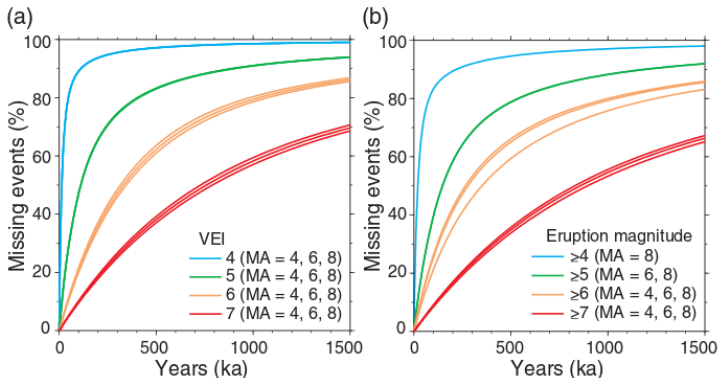 (a)
100
80
60
40
20
0
Missing events (%)
VEI
4 (MA = 4, 6, 8)
5 (MA = 4, 6, 8)
6 (MA = 4, 6, 8)
7 (MA = 4, 6, 8)
0 500 1000 1500
Years (ka)
(b)
100
80
60
40
20
0
Missing events (%)
Eruption magnitude
≥4 (MA = 8)
≥5 (MA = 6, 8)
≥6 (MA = 4, 6, 8)
≥7 (MA = 4, 6, 8)
0 500 1000 1500
Years (ka)